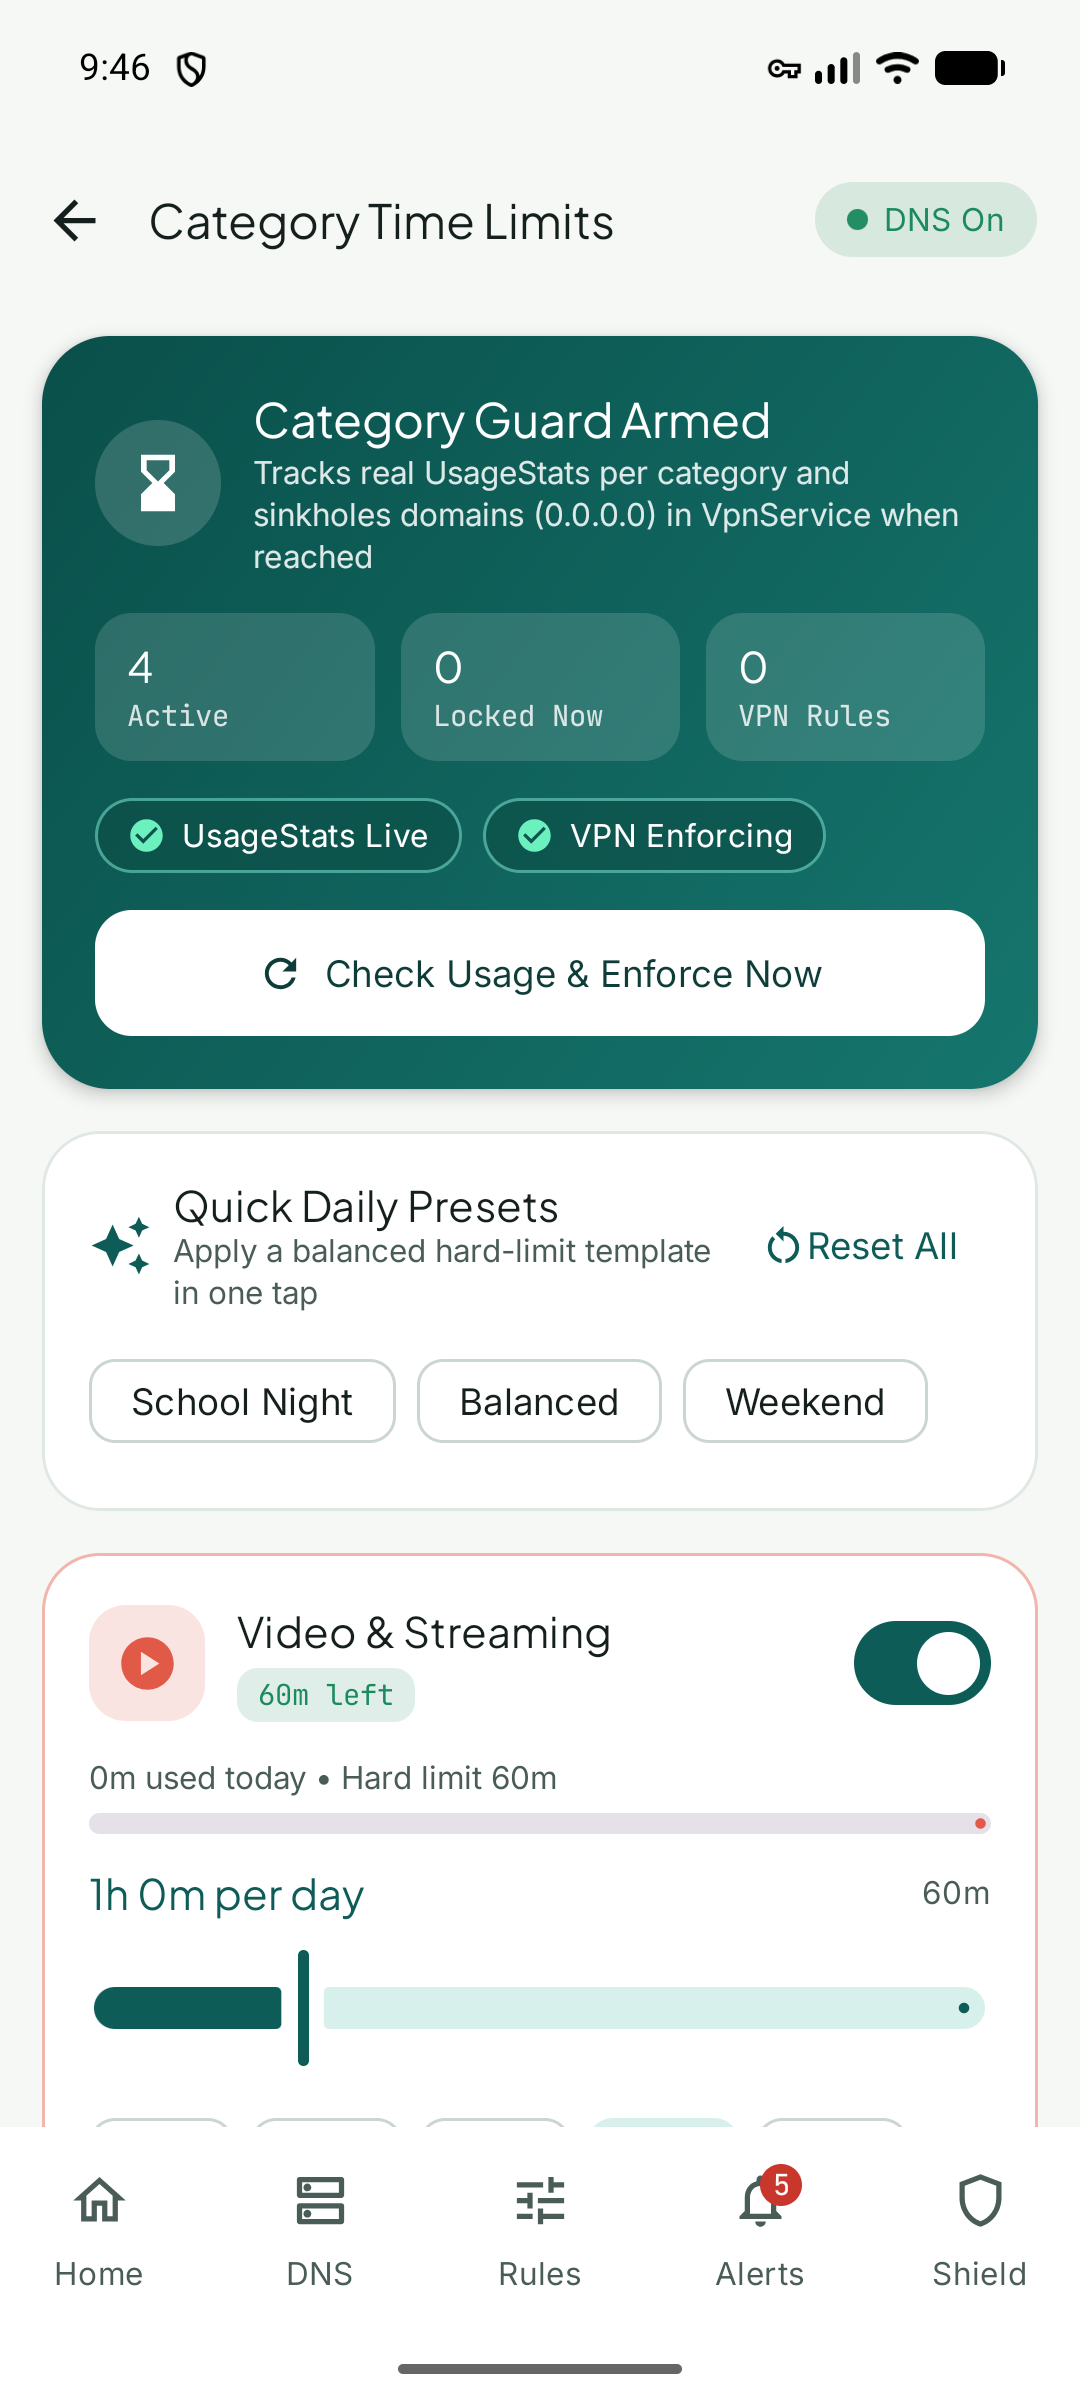 9:46
Category Time Limits
DNS On
Category Guard Armed
Tracks real UsageStats per category and
sinkholes domains (0.0.0.0) in VpnService when
reached
4
Active
0
Locked Now
0
VPN Rules
UsageStats Live
VPN Enforcing
Check Usage & Enforce Now
Quick Daily Presets
Apply a balanced hard-limit template
in one tap
Reset All
School Night
Balanced
Weekend
Video & Streaming
60m left
0m used today • Hard limit 60m
1h 0m per day
60m
5
Home
DNS
Rules
Alerts
Shield